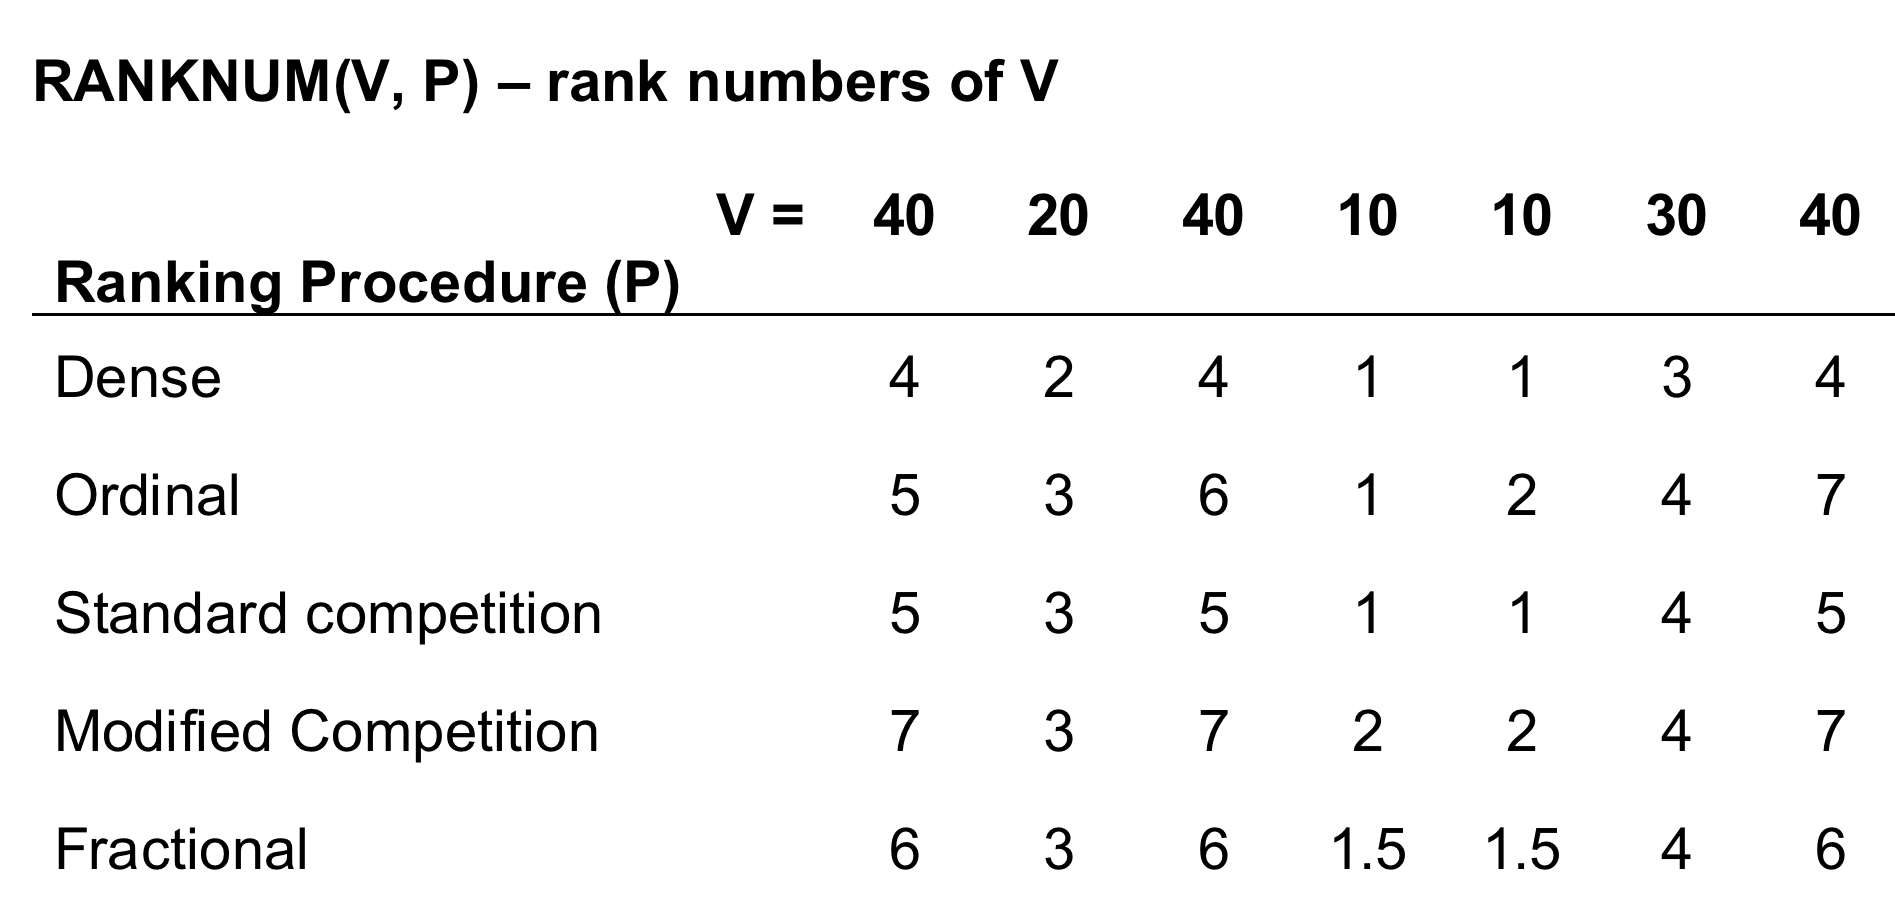 RANKNUM(V, P) – rank numbers of V
V = 40 20 40 10 10 30 40
Ranking Procedure (P)
Dense 4 2 4 1 1 3 4
Ordinal 5 3 6 1 2 4 7
Standard competition 5 3 5 1 1 4 5
Modified Competition 7 3 7 2 2 4 7
Fractional 6 3 6 1.5 1.5 4 6